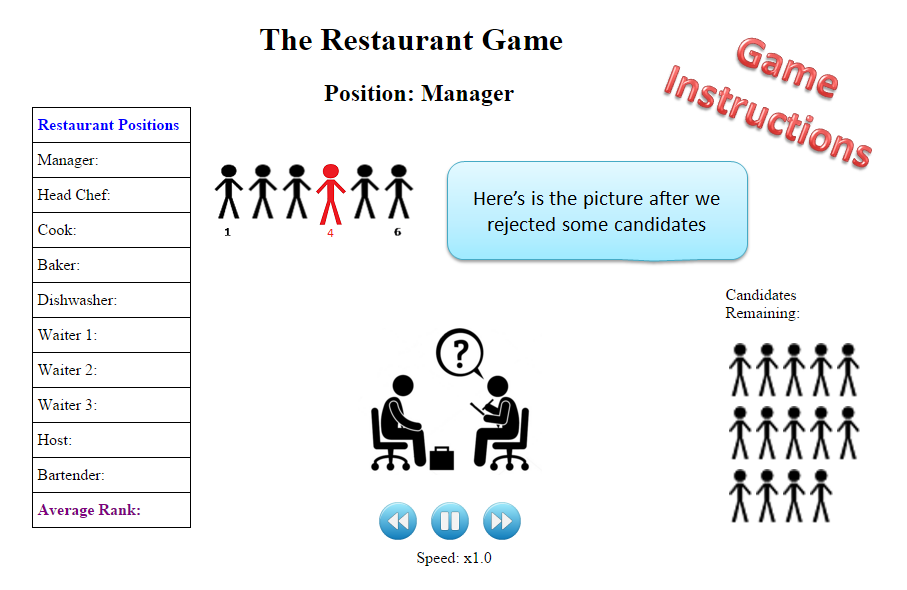 The Restaurant Game
Game
Instructions
Position: Manager
Restaurant Positions
Manager:
Head Chef:
Cook:
Baker:
Dishwasher:
Waiter 1:
Waiter 2:
Waiter 3:
Host:
Bartender:
Average Rank:
1 4 6
Here’s is the picture after we
rejected some candidates
Candidates
Remaining:
?
Speed: x1.0